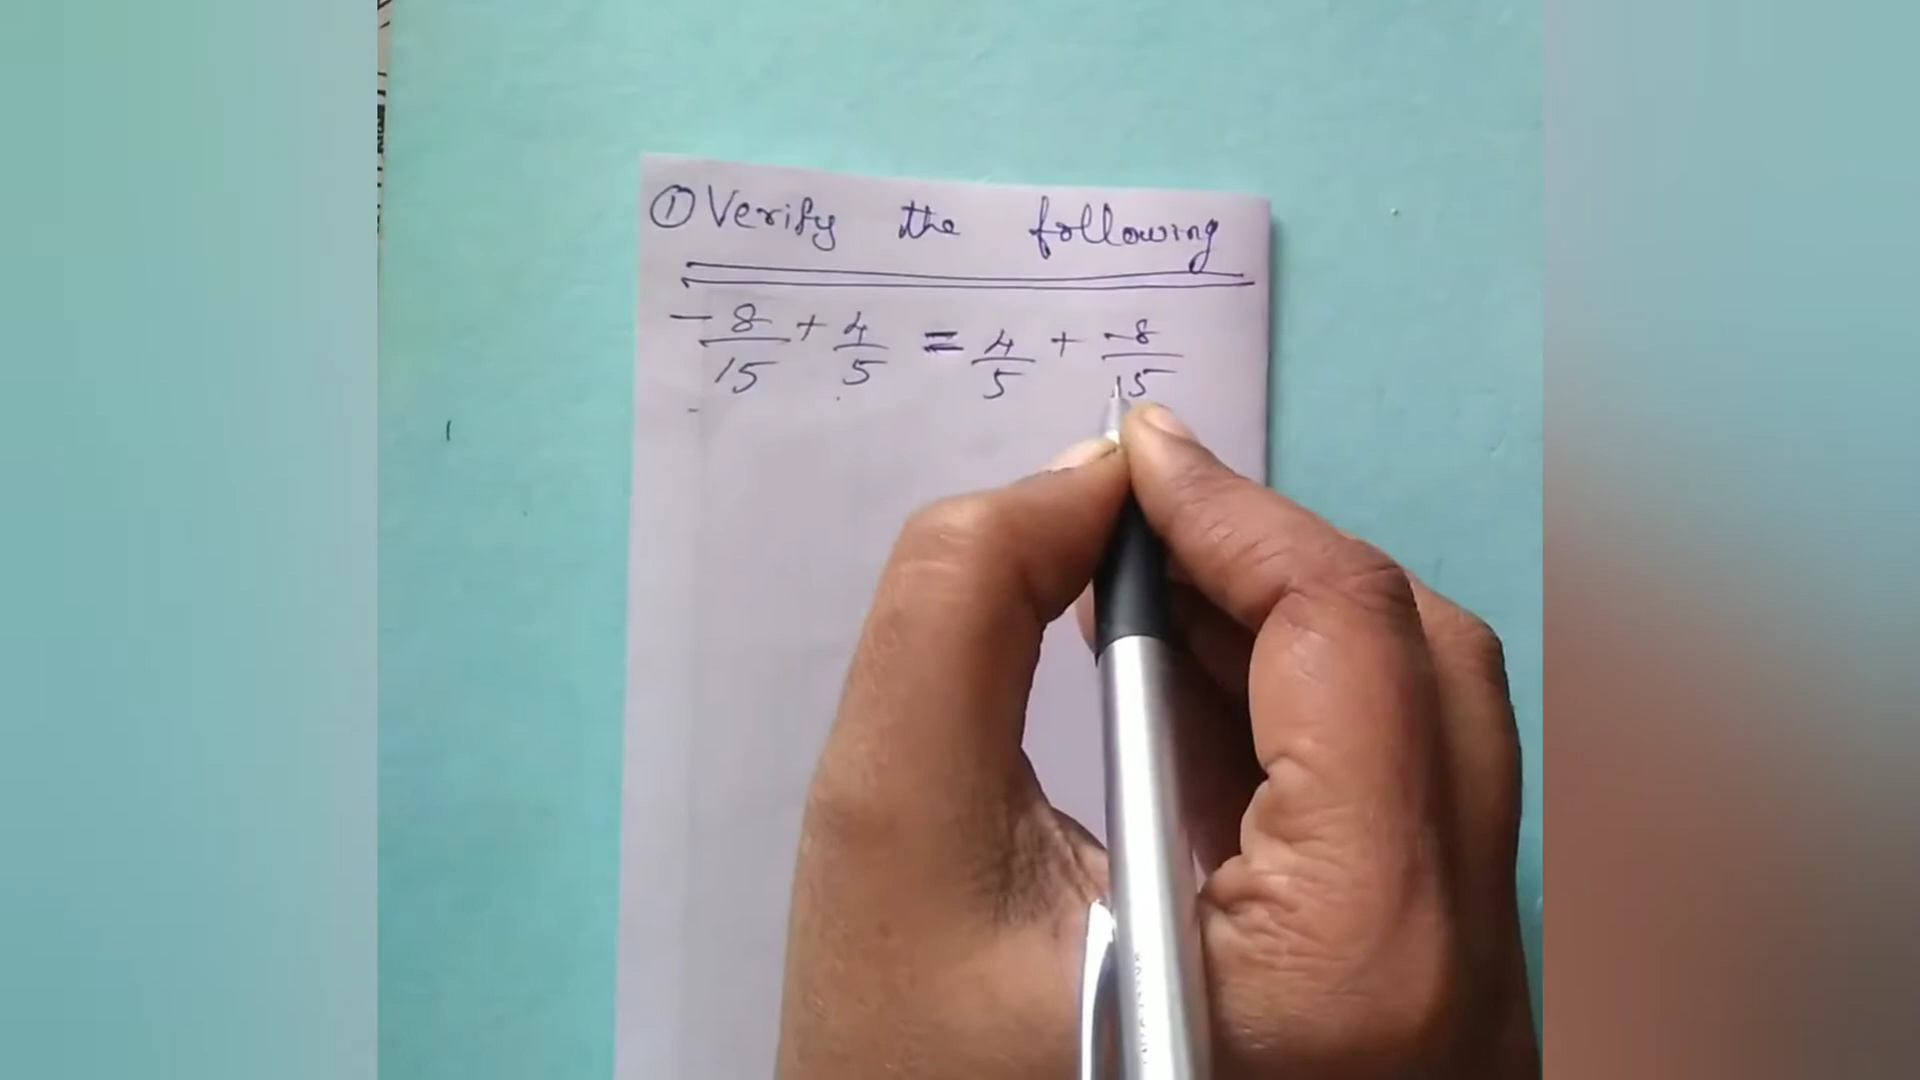 ① Verify the following
-8/15 + 4/5 = 4/5 + -8/15